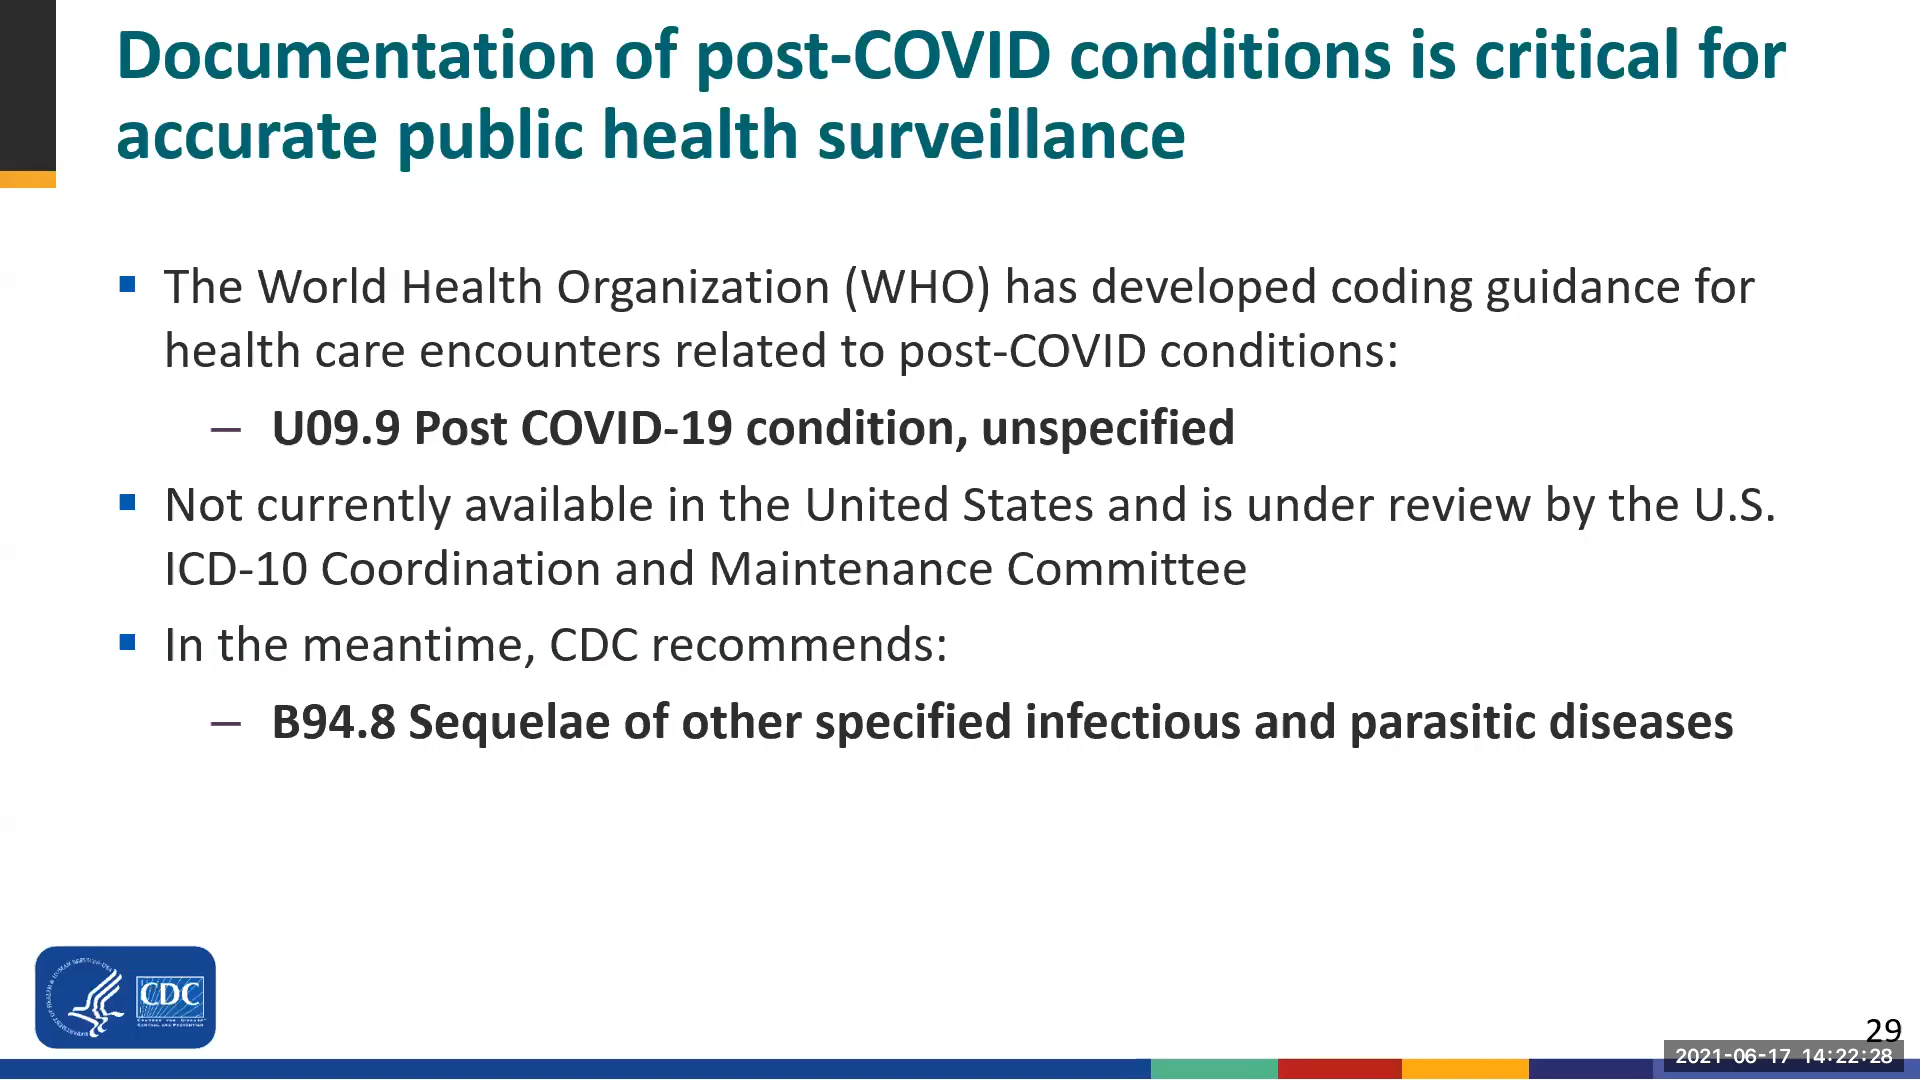 Documentation of post-COVID conditions is critical for
accurate public health surveillance
▪ The World Health Organization (WHO) has developed coding guidance for
health care encounters related to post-COVID conditions:
– U09.9 Post COVID-19 condition, unspecified
▪ Not currently available in the United States and is under review by the U.S.
ICD-10 Coordination and Maintenance Committee
▪ In the meantime, CDC recommends:
– B94.8 Sequelae of other specified infectious and parasitic diseases
CDC
29
2021-06-17 14:22:28